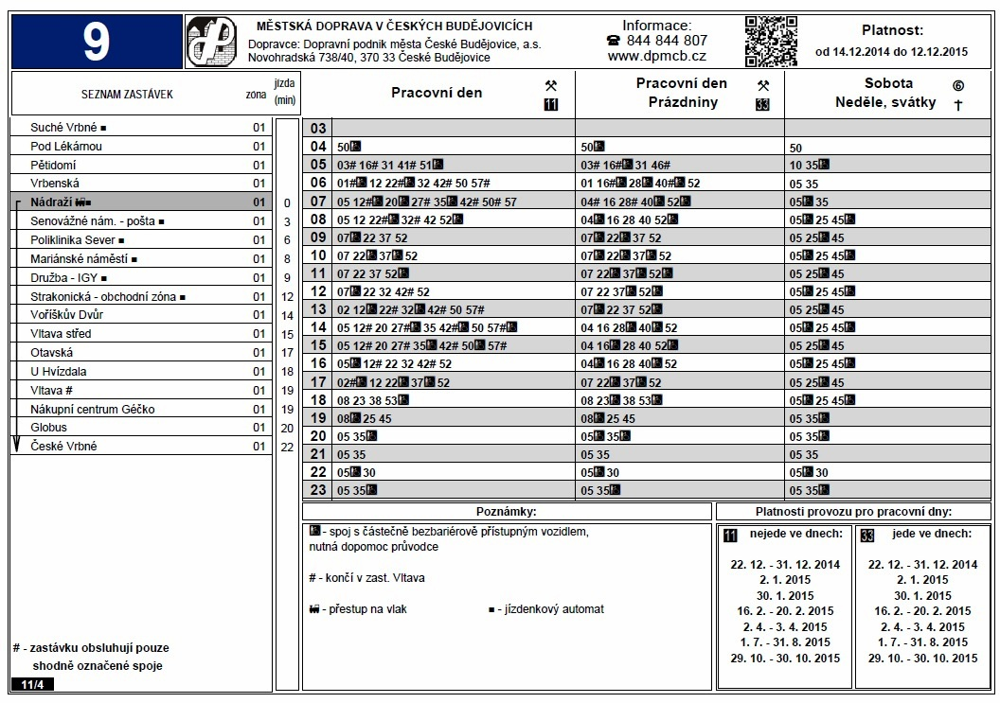 9
MĚSTSKÁ DOPRAVA V ČESKÝCH BUDĚJOVICÍCH
Dopravce: Dopravní podnik města České Budějovice, a.s.
Novohradská 738/40, 370 33 České Budějovice
Informace:
☎ 844 844 807
www.dpmcb.cz
Platnost:
od 14.12.2014 do 12.12.2015
SEZNAM ZASTÁVEK zóna jízda (min)
Suché Vrbné ■ 01
Pod Lékárnou 01
Pětidomí 01
Vrbenská 01
Nádraží ■ 01 0
Senovážné nám. - pošta ■ 01 3
Poliklinika Sever ■ 01 6
Mariánské náměstí ■ 01 8
Družba - IGY ■ 01 9
Strakonická - obchodní zóna ■ 01 12
Voříškův Dvůr 01 14
Vltava střed 01 15
Otavská 01 17
U Hvízdala 01 18
Vltava # 01 19
Nákupní centrum Géčko 01 19
Globus 01 20
České Vrbné 01 22
# - zastávku obsluhují pouze
shodně označené spoje
11/4
Pracovní den ⚒ 11
Pracovní den Prázdniny ⚒ 33
Sobota ⑥
Neděle, svátky †
03
04 50 | 50 | 50
05 03# 16# 31 41# 51 | 03# 16# 31 46# | 10 35
06 01# 12 22# 32 42# 50 57# | 01 16# 28 40# 52 | 05 35
07 05 12# 20 27# 35 42# 50# 57 | 04# 16 28# 40 52 | 05 35
08 05 12 22# 32# 42 52 | 04 16 28 40 52 | 05 25 45
09 07 22 37 52 | 07 22 37 52 | 05 25 45
10 07 22 37 52 | 07 22 37 52 | 05 25 45
11 07 22 37 52 | 07 22 37 52 | 05 25 45
12 07 22 32 42# 52 | 07 22 37 52 | 05 25 45
13 02 12 22# 32 42# 50 57# | 07 22 37 52 | 05 25 45
14 05 12# 20 27# 35 42# 50 57# | 04 16 28 40 52 | 05 25 45
15 05 12# 20 27# 35 42# 50 57# | 04 16 28 40 52 | 05 25 45
16 05 12# 22 32 42# 52 | 04 16 28 40 52 | 05 25 45
17 02# 12 22 37 52 | 07 22 37 52 | 05 25 45
18 08 23 38 53 | 08 23 38 53 | 05 25 45
19 08 25 45 | 08 25 45 | 05 35
20 05 35 | 05 35 | 05 35
21 05 35 | 05 35 | 05 35
22 05 30 | 05 30 | 05 30
23 05 35 | 05 35 | 05 35
Poznámky:
- spoj s částečně bezbariérově přístupným vozidlem,
nutná dopomoc průvodce
# - končí v zast. Vltava
- přestup na vlak ■ - jízdenkový automat
Platnosti provozu pro pracovní dny:
11 nejede ve dnech:
22. 12. - 31. 12. 2014
2. 1. 2015
30. 1. 2015
16. 2. - 20. 2. 2015
2. 4. - 3. 4. 2015
1. 7. - 31. 8. 2015
29. 10. - 30. 10. 2015
33 jede ve dnech:
22. 12. - 31. 12. 2014
2. 1. 2015
30. 1. 2015
16. 2. - 20. 2. 2015
2. 4. - 3. 4. 2015
1. 7. - 31. 8. 2015
29. 10. - 30. 10. 2015